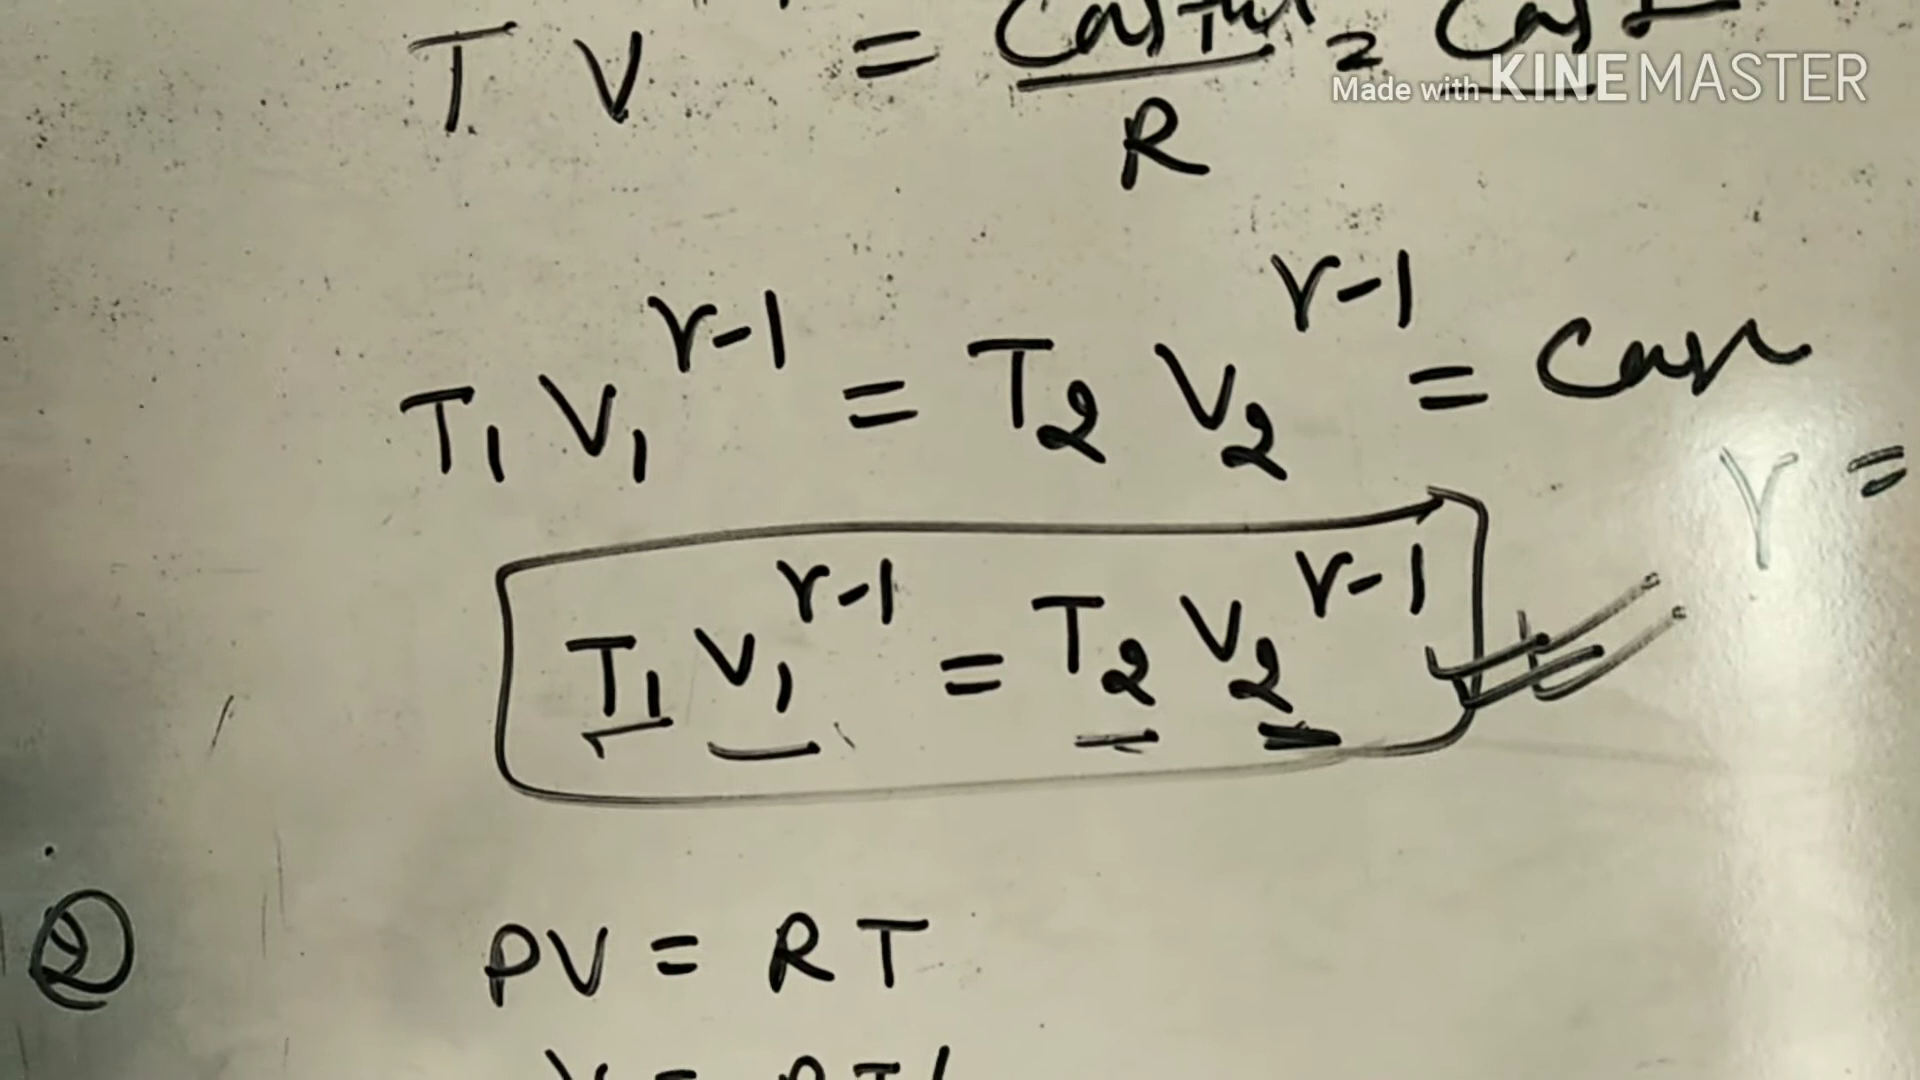 T V = Constant = Const
R
Made with KINEMASTER
T₁ V₁^γ-1 = T₂ V₂^γ-1 = Con
γ =
T₁ V₁^γ-1 = T₂ V₂^γ-1
② PV = RT